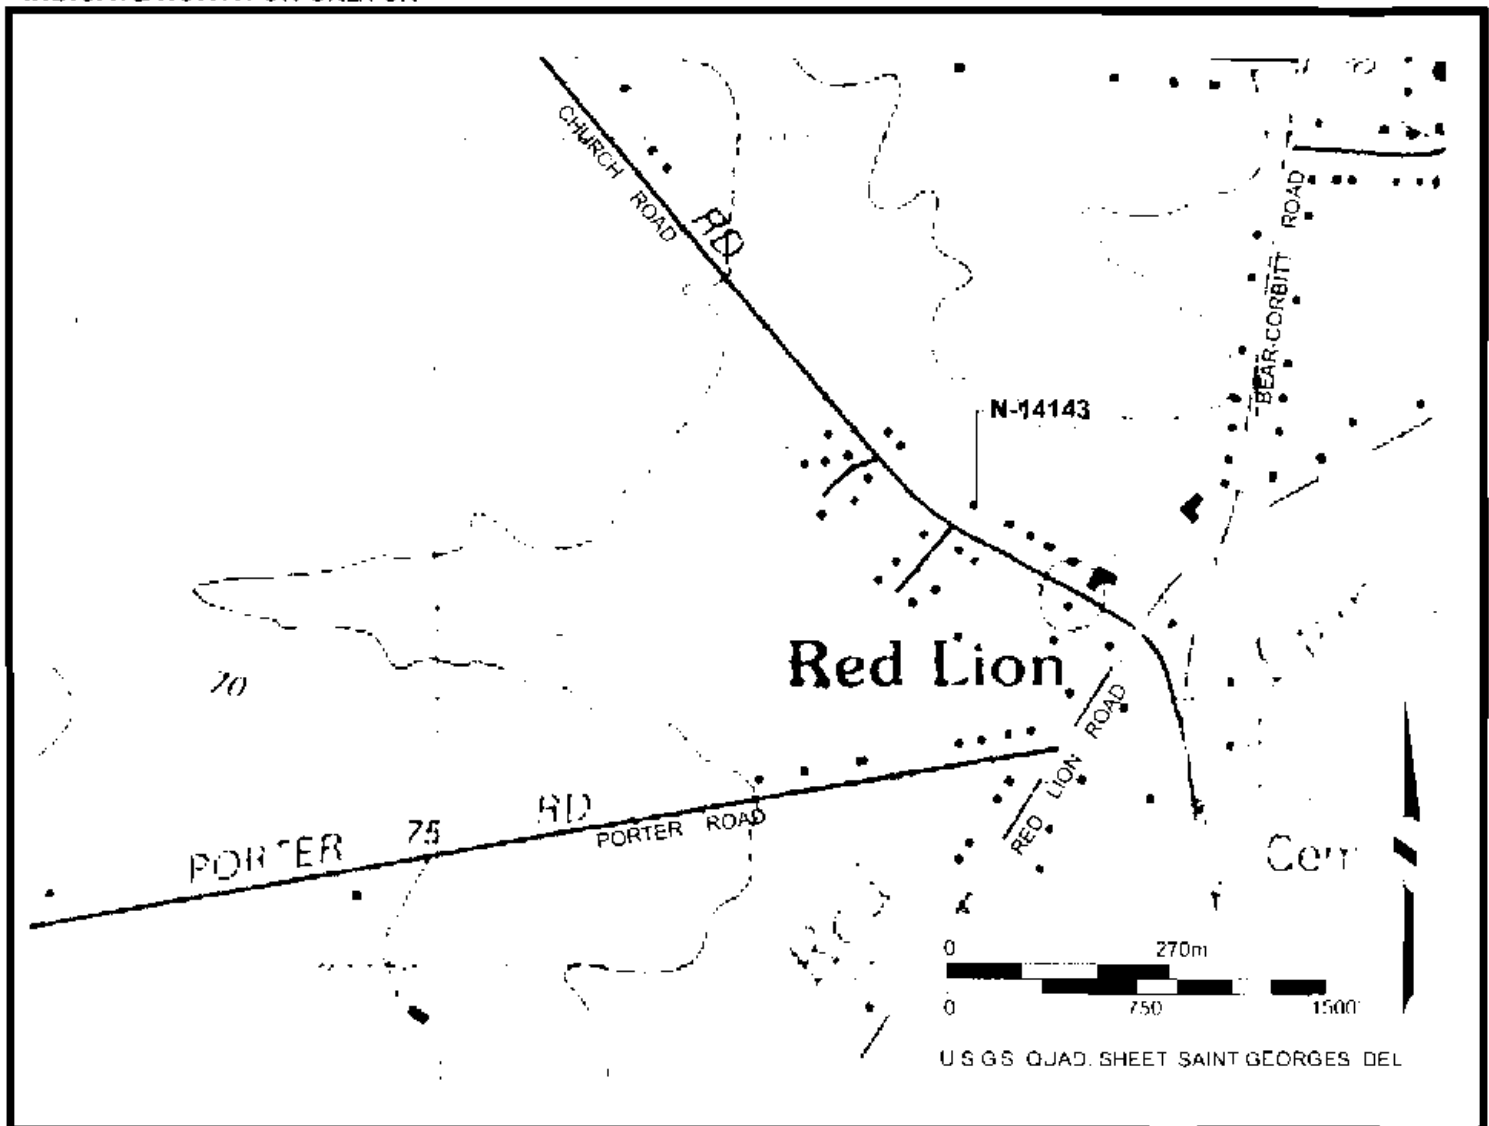 CHURCH ROAD
RD
BEAR-CORBITT ROAD
N-14143
Red Lion
70
RED LION ROAD
PORTER 75 RD
PORTER ROAD
0 270m
0 750 1500'
U S G S QUAD. SHEET SAINT GEORGES DEL